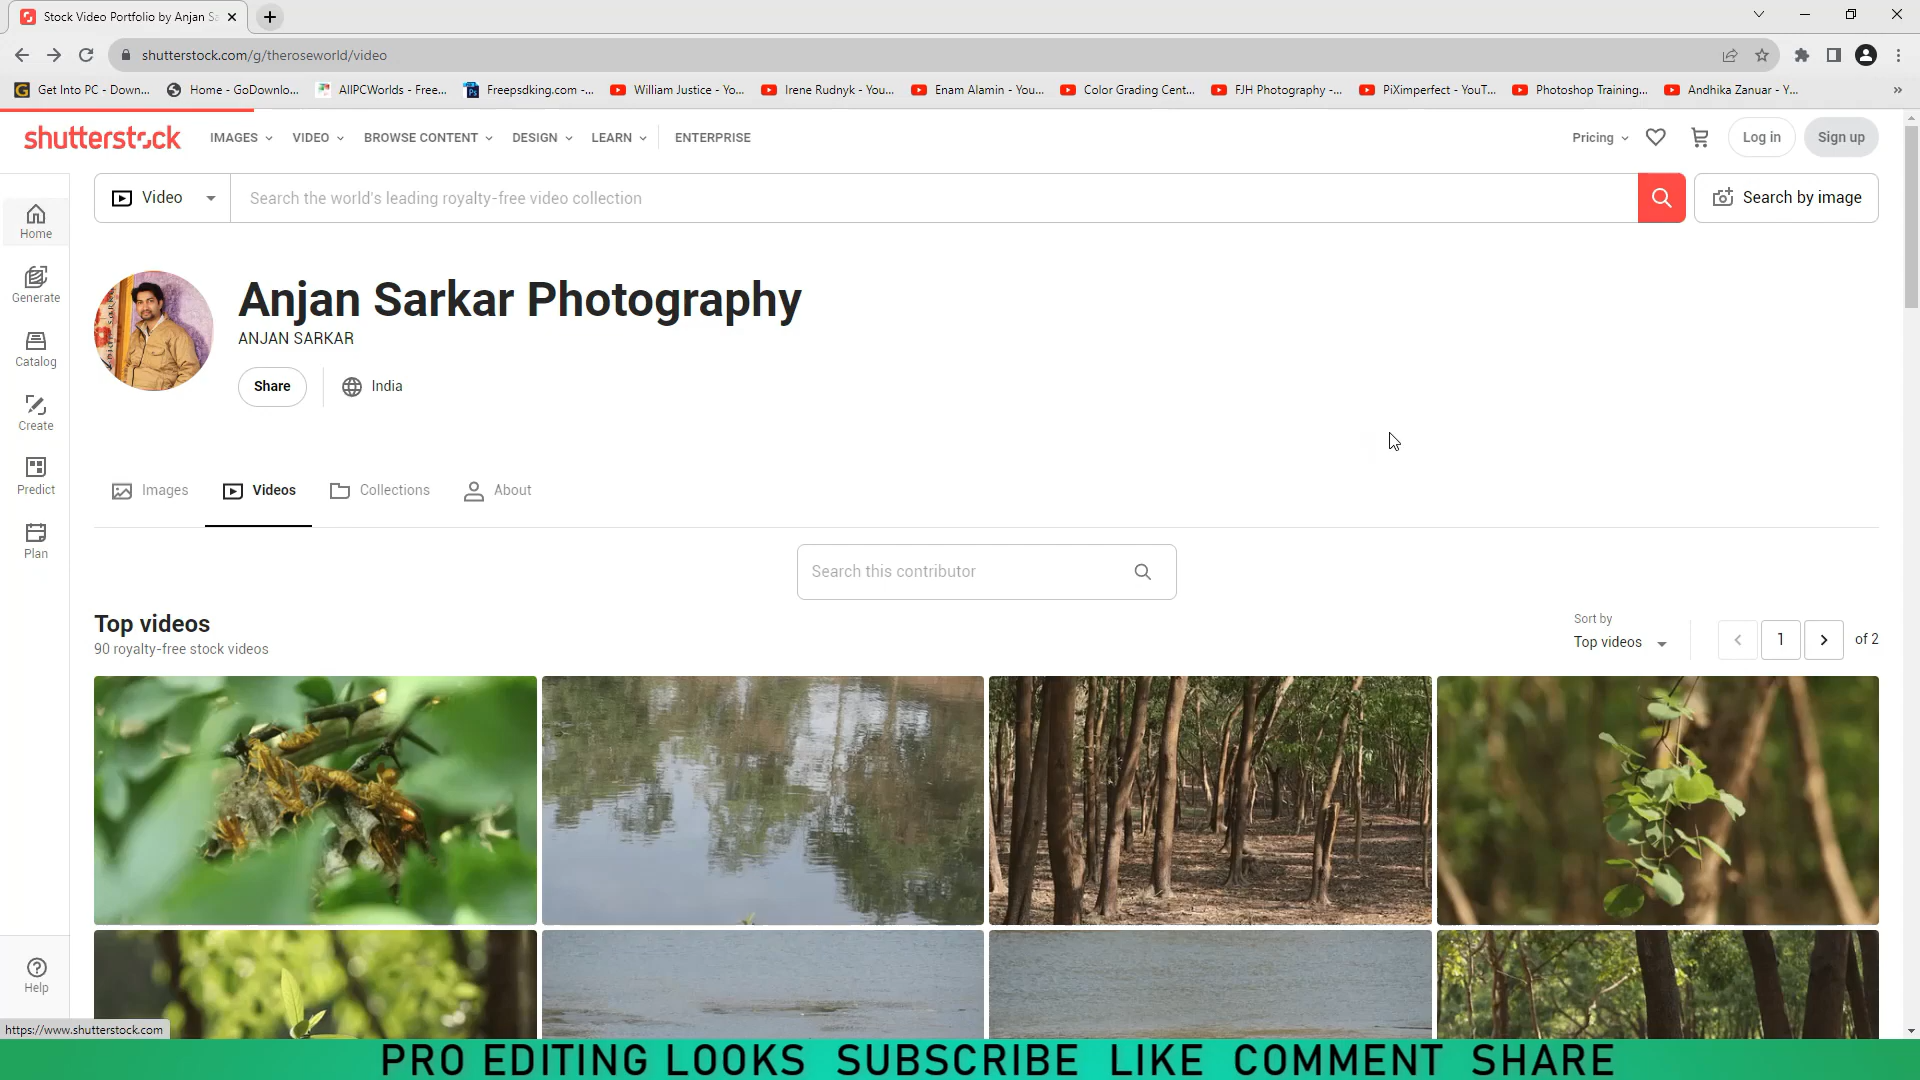 Stock Video Portfolio by Anjan Sa
shutterstock.com/g/theroseworld/video
Get Into PC - Down... Home - GoDownlo... AllPCWorlds - Free... Freepsdking.com -... William Justice - Yo... Irene Rudnyk - You... Enam Alamin - You... Color Grading Cent... FJH Photography -... PiXimperfect - YouT... Photoshop Training... Andhika Zanuar - Y...
shutterstock IMAGES VIDEO BROWSE CONTENT DESIGN LEARN ENTERPRISE Pricing Log in Sign up
Video Search the world's leading royalty-free video collection Search by image
Home
Generate
Catalog
Create
Predict
Plan
Help
Anjan Sarkar Photography
ANJAN SARKAR
Share India
Images Videos Collections About
Search this contributor
Top videos
90 royalty-free stock videos
Sort by
Top videos 1 of 2
https://www.shutterstock.com
PRO EDITING LOOKS SUBSCRIBE LIKE COMMENT SHARE